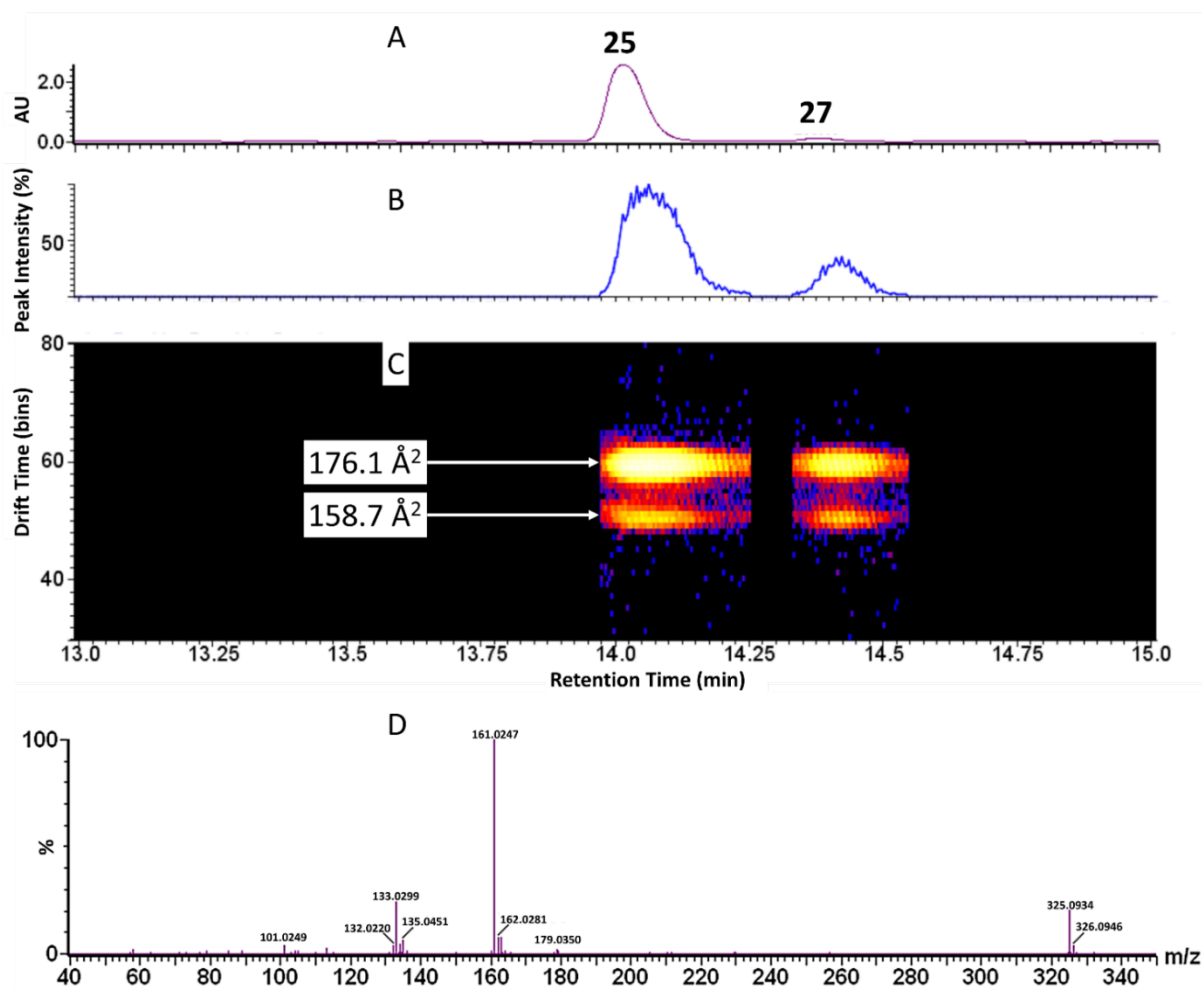 A
25
27
AU
2.0
0.0
Peak Intensity (%)
B
50
Drift Time (bins)
80
60
40
C
176.1 Å²
158.7 Å²
13.0 13.25 13.5 13.75 14.0 14.25 14.5 14.75 15.0
Retention Time (min)
D
100
%
0
161.0247
133.0299
132.0220
135.0451
162.0281
101.0249
179.0350
325.0934
326.0946
40 60 80 100 120 140 160 180 200 220 240 260 280 300 320 340 m/z